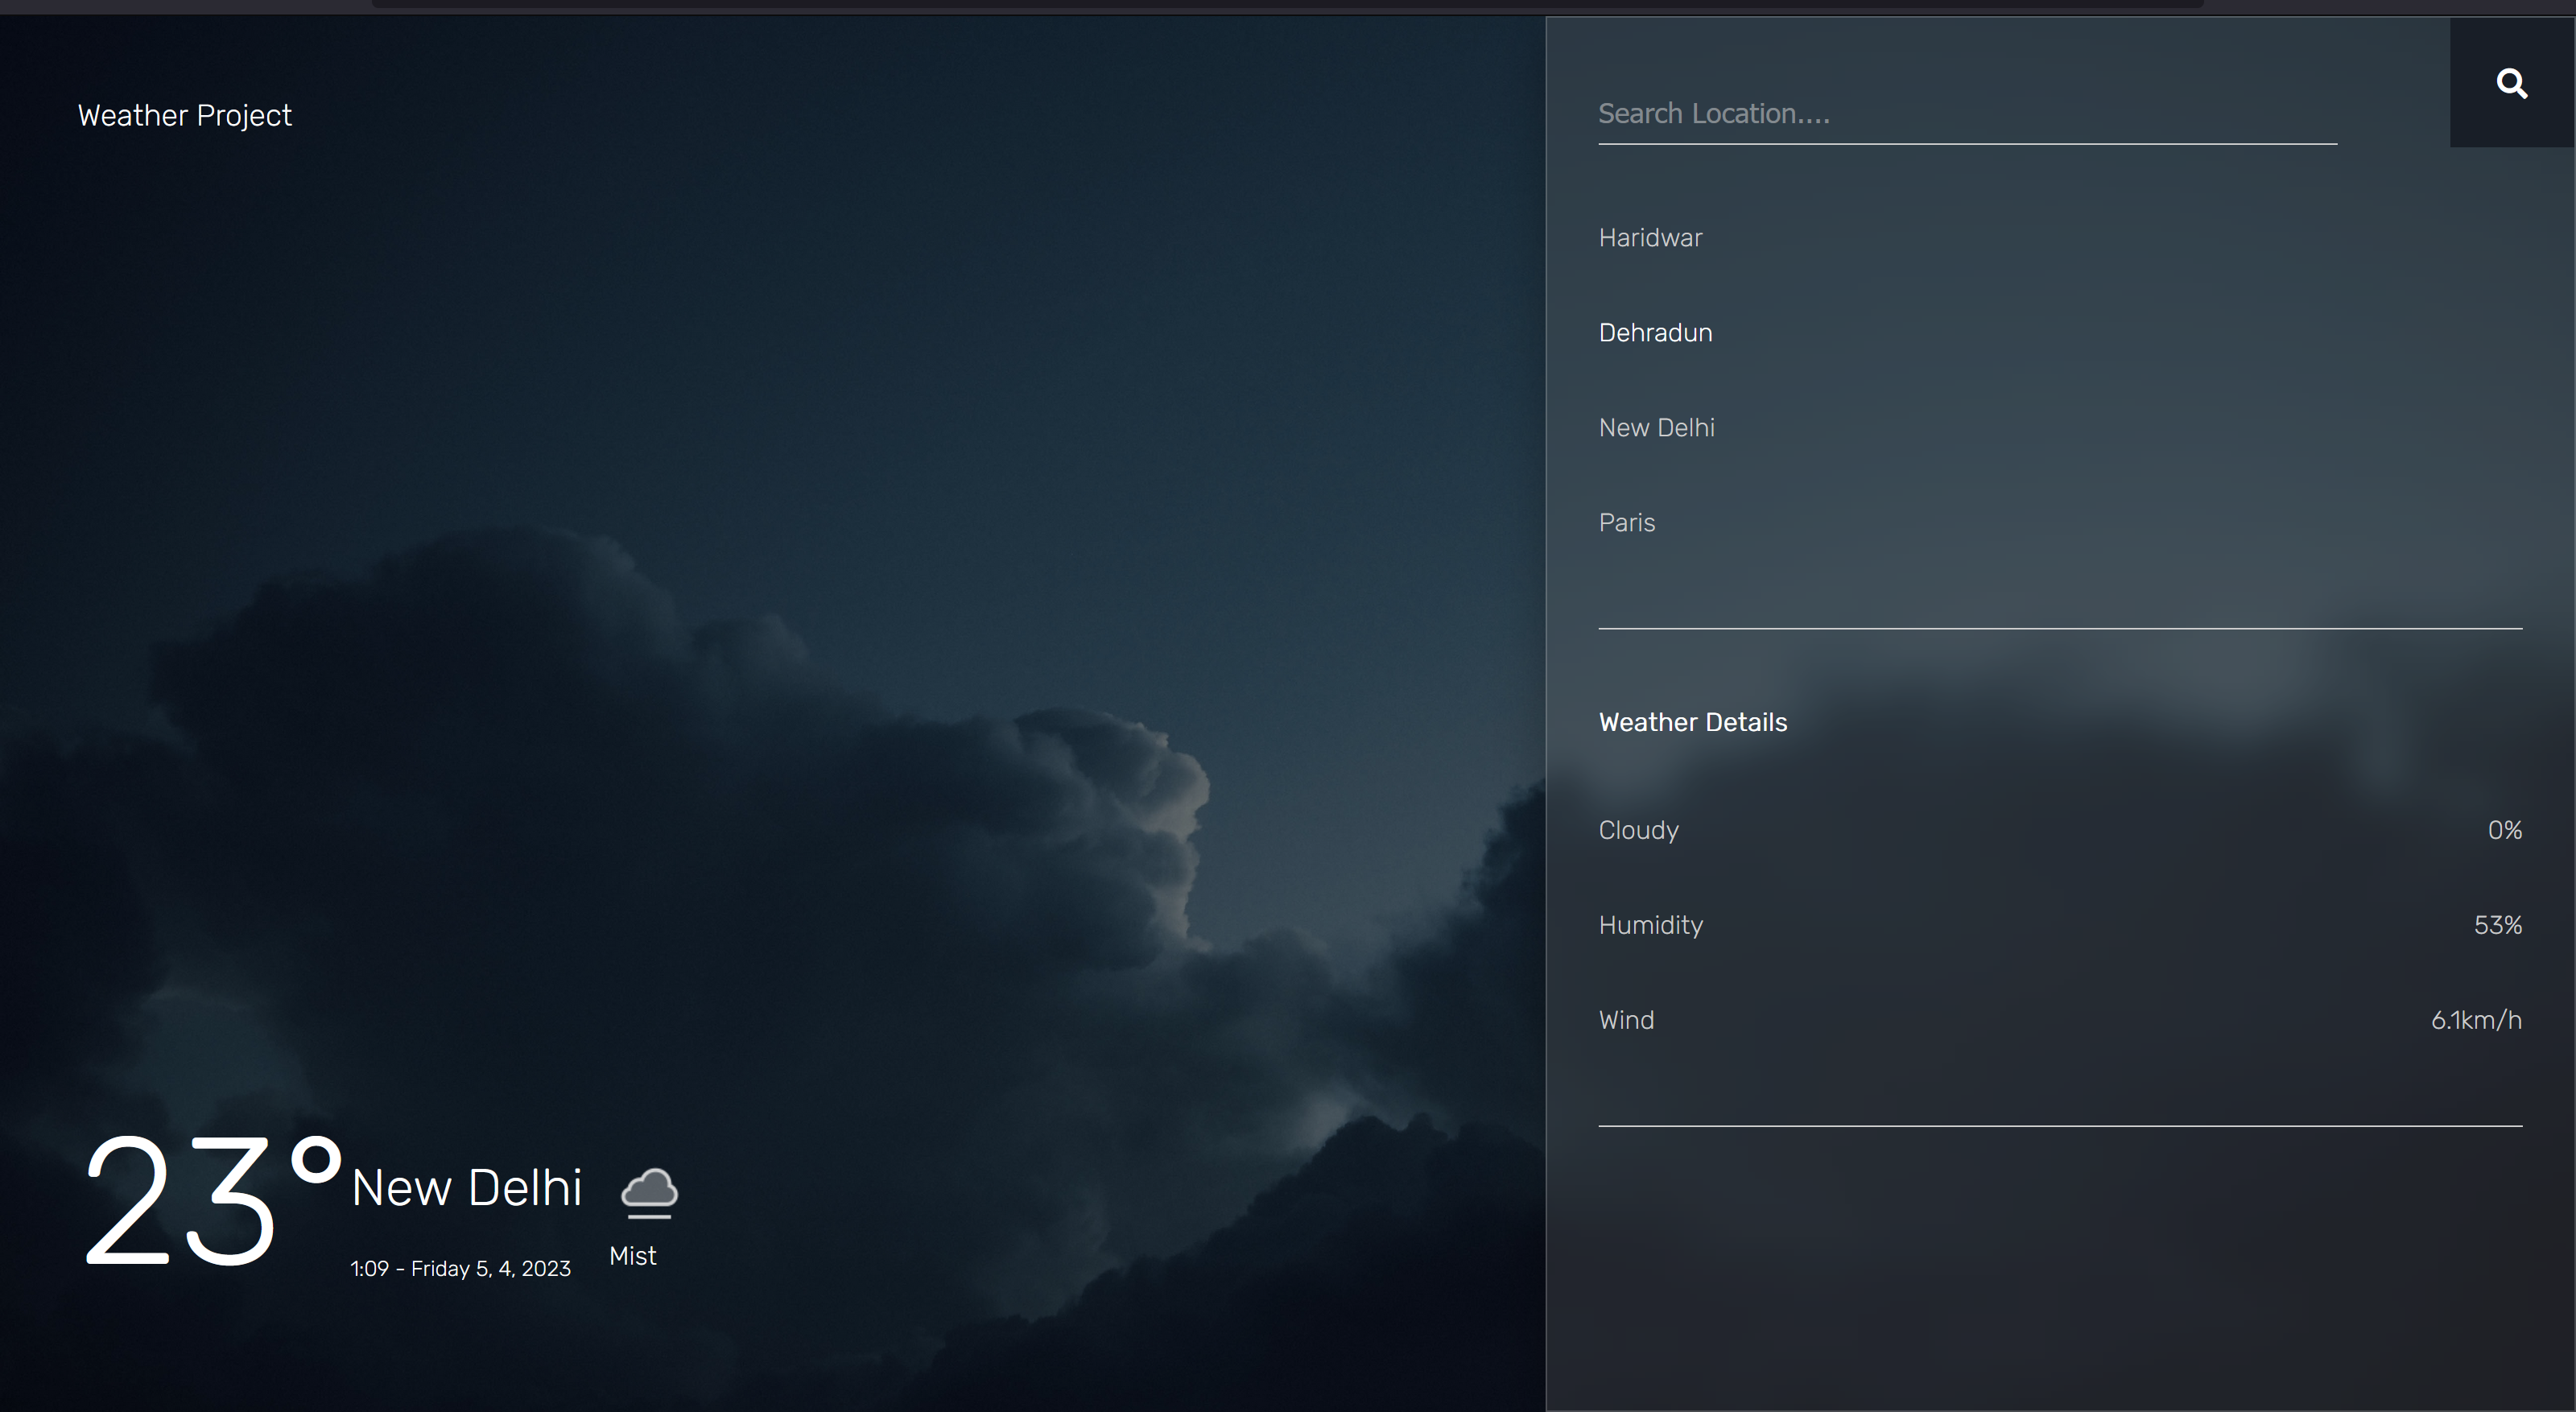 Weather Project
23°
New Delhi
1:09 - Friday 5, 4, 2023
Mist
Search Location....
Haridwar
Dehradun
New Delhi
Paris
Weather Details
Cloudy 0%
Humidity 53%
Wind 6.1km/h